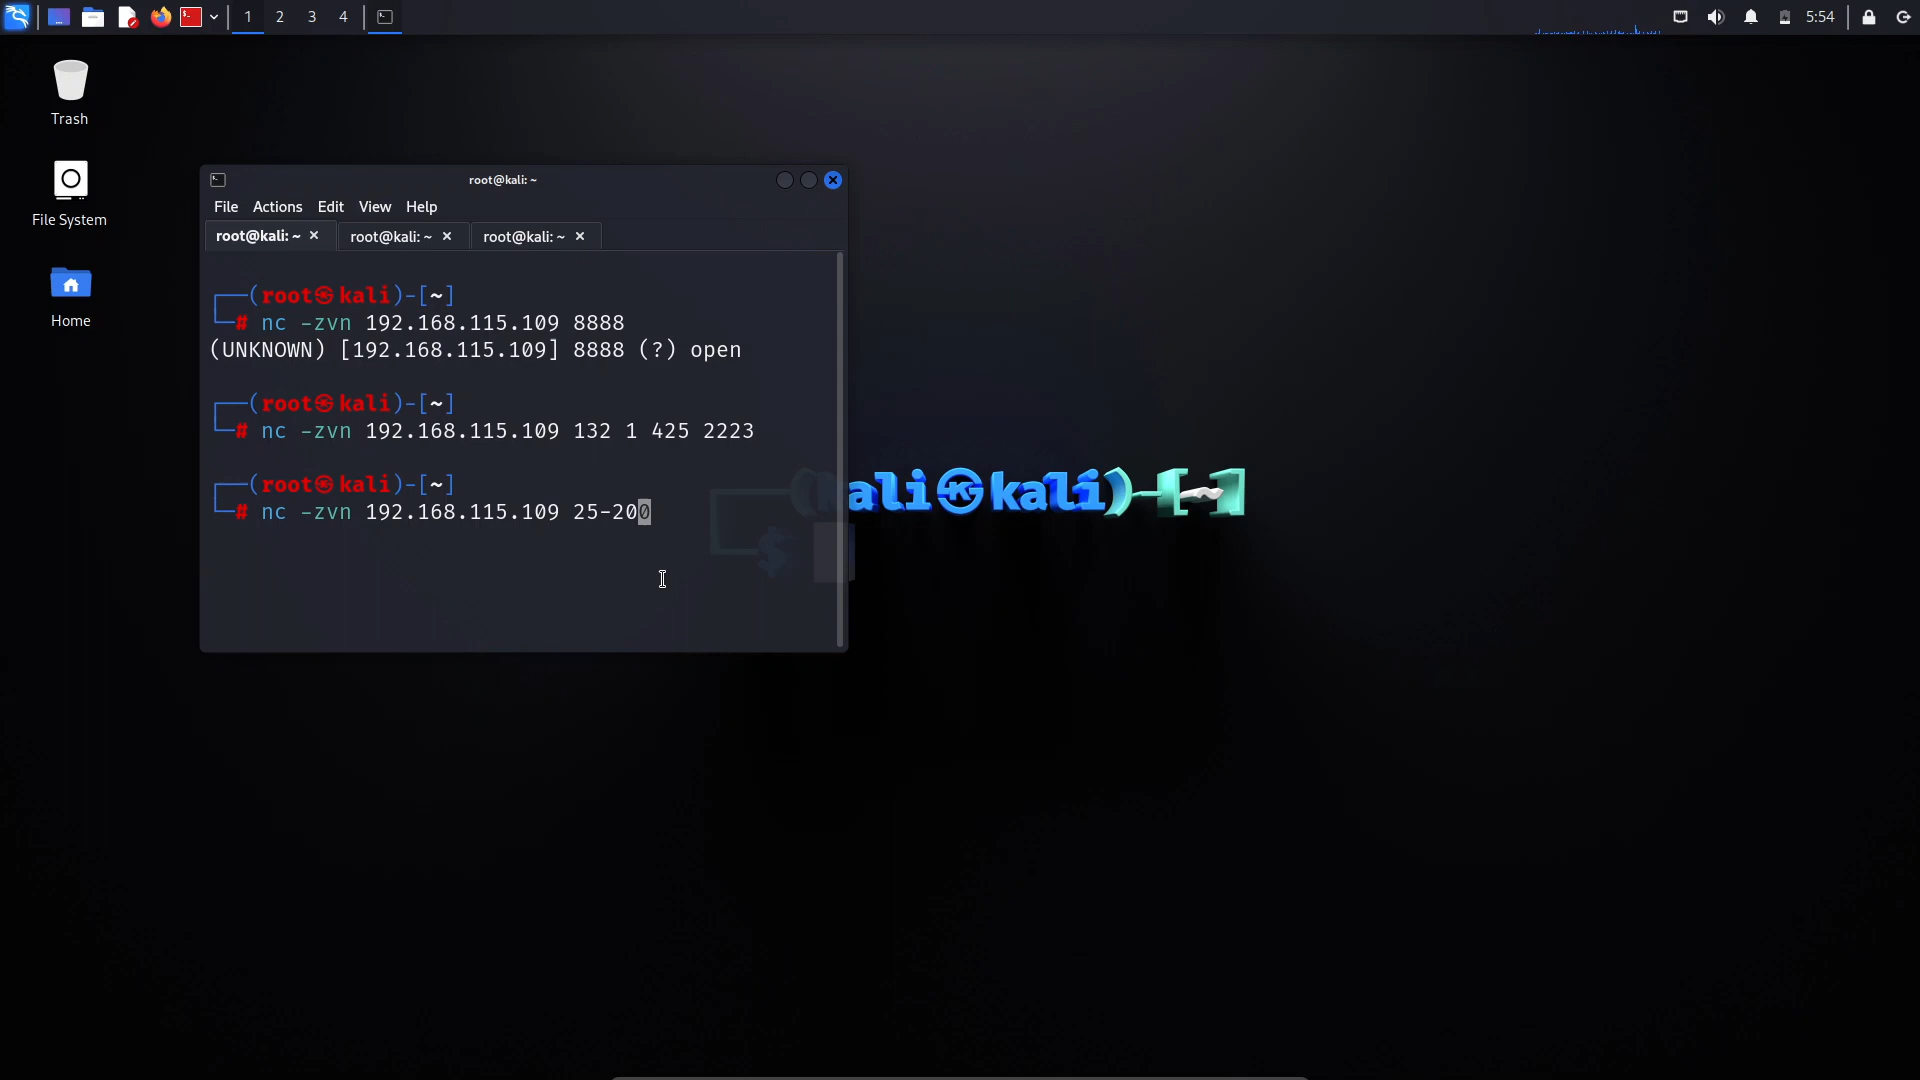 1 2 3 4 5:54
Trash
File System
Home
root@kali: ~
File Actions Edit View Help
root@kali: ~ root@kali: ~ root@kali: ~
┌──(root㉿kali)-[~]
└─# nc -zvn 192.168.115.109 8888
(UNKNOWN) [192.168.115.109] 8888 (?) open
┌──(root㉿kali)-[~]
└─# nc -zvn 192.168.115.109 132 1 425 2223
┌──(root㉿kali)-[~]
└─# nc -zvn 192.168.115.109 25-200
(kali㉿kali)-[~]
$